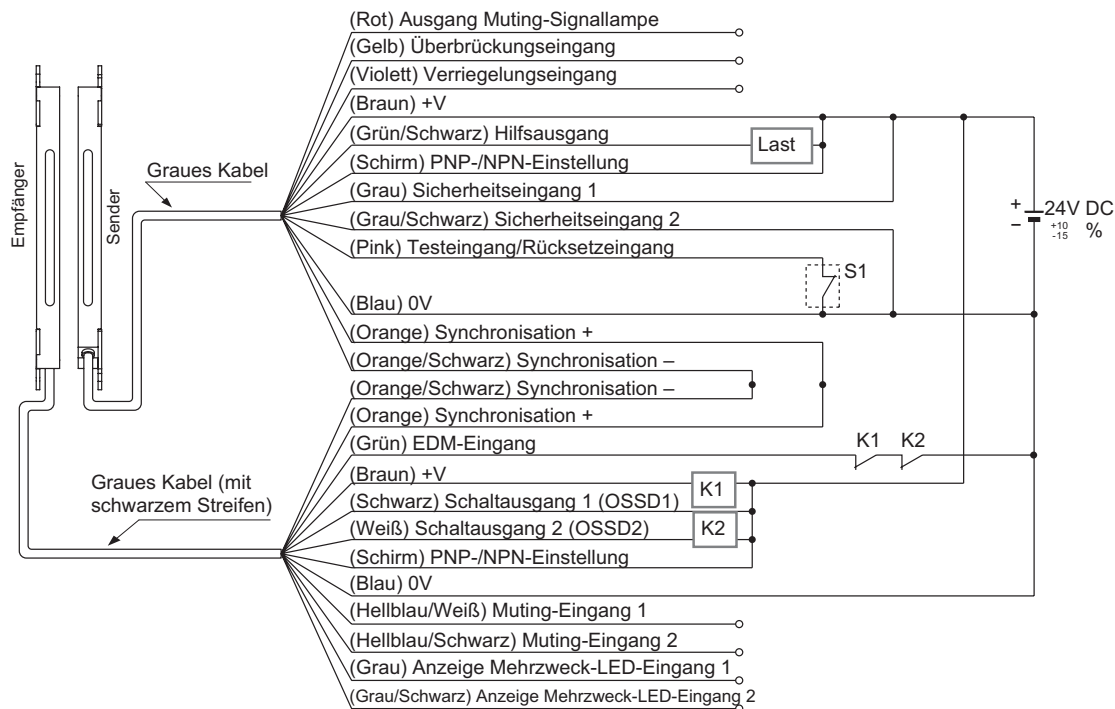 (Rot) Ausgang Muting-Signallampe
(Gelb) Überbrückungseingang
(Violett) Verriegelungseingang
(Braun) +V
(Grün/Schwarz) Hilfsausgang
Last
(Schirm) PNP-/NPN-Einstellung
(Grau) Sicherheitseingang 1
(Grau/Schwarz) Sicherheitseingang 2
(Pink) Testeingang/Rücksetzeingang
S1
(Blau) 0V
(Orange) Synchronisation +
(Orange/Schwarz) Synchronisation –
Empfänger
Sender
Graues Kabel
+
–
24V DC
+10
-15
%
(Orange/Schwarz) Synchronisation –
(Orange) Synchronisation +
(Grün) EDM-Eingang
K1
K2
(Braun) +V
K1
(Schwarz) Schaltausgang 1 (OSSD1)
(Weiß) Schaltausgang 2 (OSSD2)
K2
(Schirm) PNP-/NPN-Einstellung
(Blau) 0V
(Hellblau/Weiß) Muting-Eingang 1
(Hellblau/Schwarz) Muting-Eingang 2
(Grau) Anzeige Mehrzweck-LED-Eingang 1
(Grau/Schwarz) Anzeige Mehrzweck-LED-Eingang 2
Graues Kabel (mit
schwarzem Streifen)